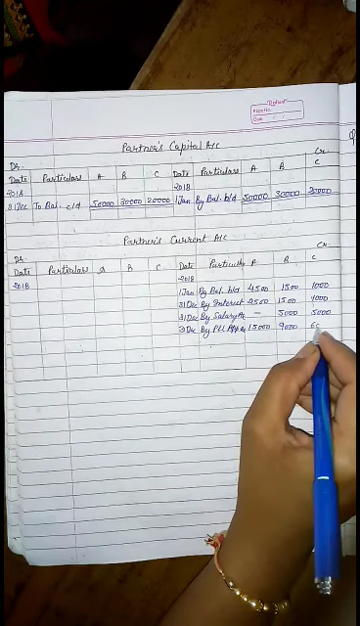 Partner's Capital A/c
Dr. Cr.
Date Particulars A B C Date Particulars A B C
2018 2018
31 Dec To Bal. c/d 50000 30000 20000 1 Jan By Bal. b/d 50000 30000 20000
Partner's Current A/c
Dr. Cr.
Date Particulars A B C Date Particulars A B C
2018 2018
1 Jan By Bal. b/d 4500 1500 1000
31 Dec By Interest 2500 1500 1000
31 Dec By Salary — 5000 5000
31 Dec By P/L App. 15000 9000